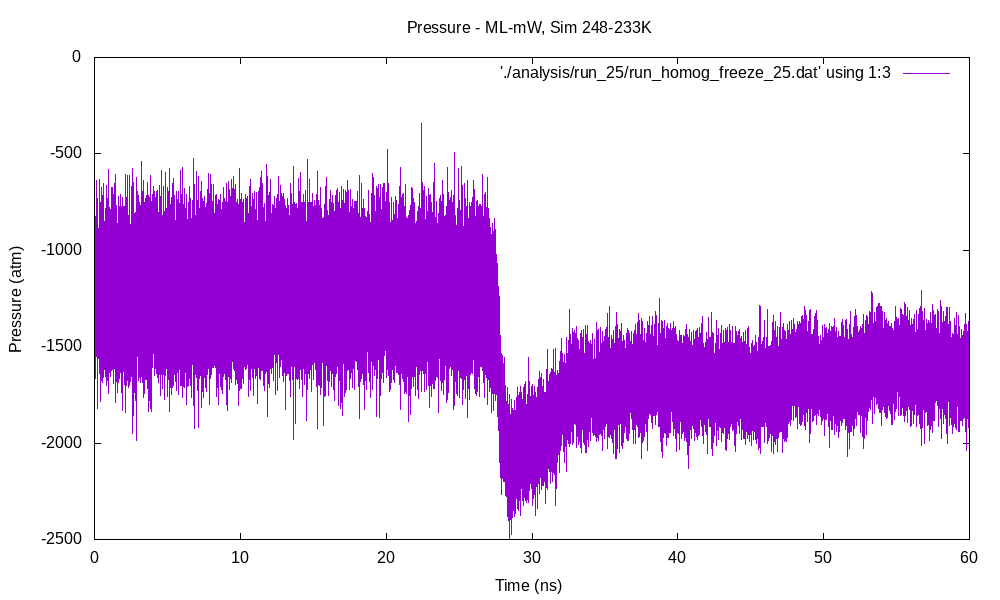 Pressure - ML-mW, Sim 248-233K
'./analysis/run_25/run_homog_freeze_25.dat' using 1:3
0
-500
-1000
-1500
-2000
-2500
Pressure (atm)
0 10 20 30 40 50 60
Time (ns)